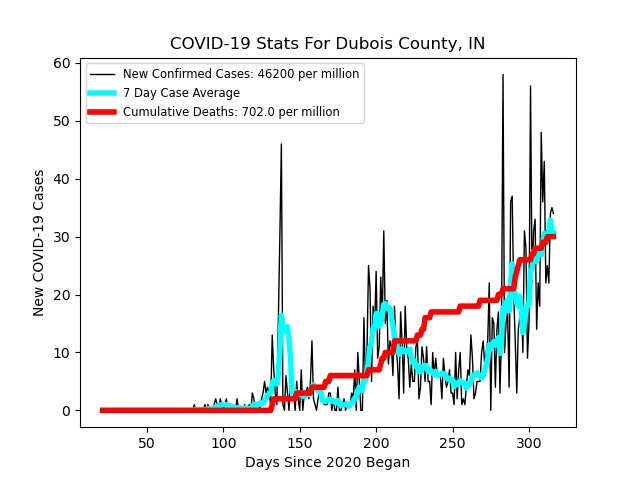 COVID-19 Stats For Dubois County, IN
New Confirmed Cases: 46200 per million
7 Day Case Average
Cumulative Deaths: 702.0 per million
New COVID-19 Cases
60
50
40
30
20
10
0
50 100 150 200 250 300
Days Since 2020 Began